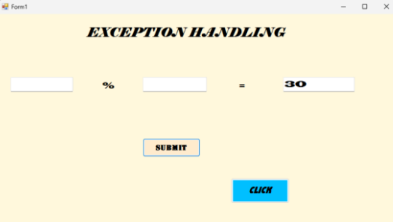 Form1
EXCEPTION HANDLING
% = 30
SUBMIT
CLICK